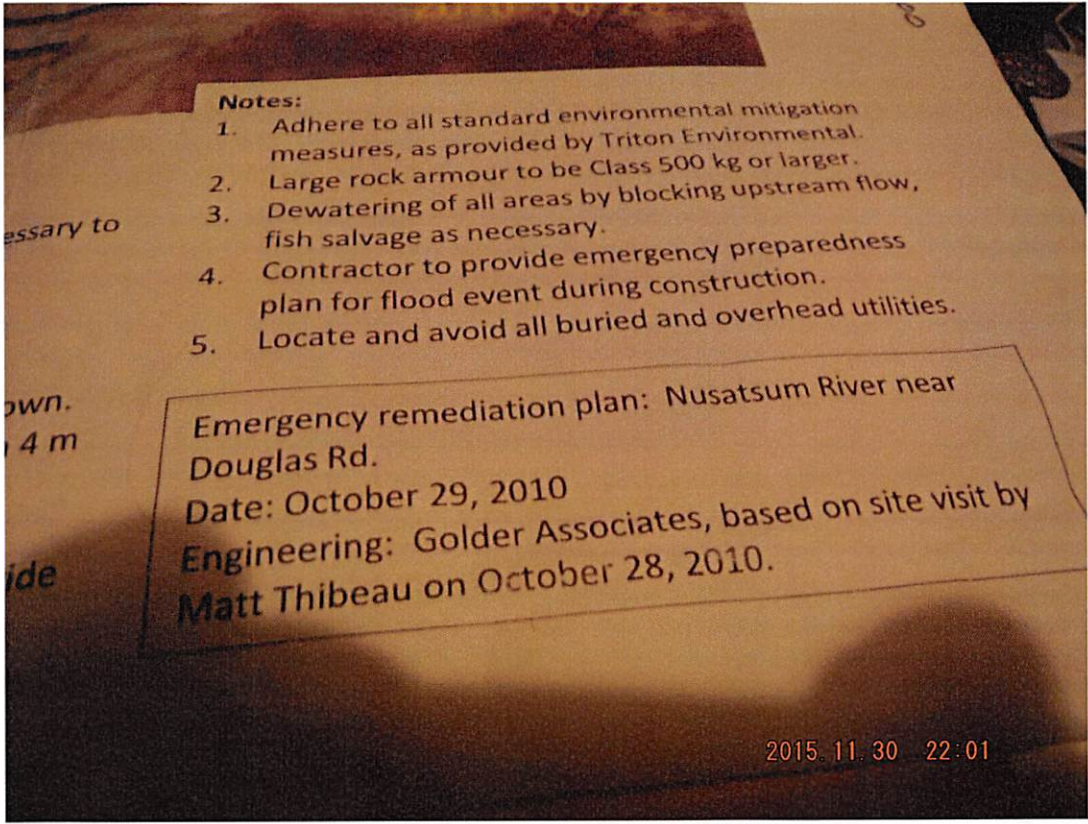 Notes:
1. Adhere to all standard environmental mitigation
measures, as provided by Triton Environmental.
2. Large rock armour to be Class 500 kg or larger.
3. Dewatering of all areas by blocking upstream flow,
fish salvage as necessary.
4. Contractor to provide emergency preparedness
plan for flood event during construction.
5. Locate and avoid all buried and overhead utilities.
essary to
own.
4 m
ide
Emergency remediation plan: Nusatsum River near
Douglas Rd.
Date: October 29, 2010
Engineering: Golder Associates, based on site visit by
Matt Thibeau on October 28, 2010.
2015.11.30 22:01